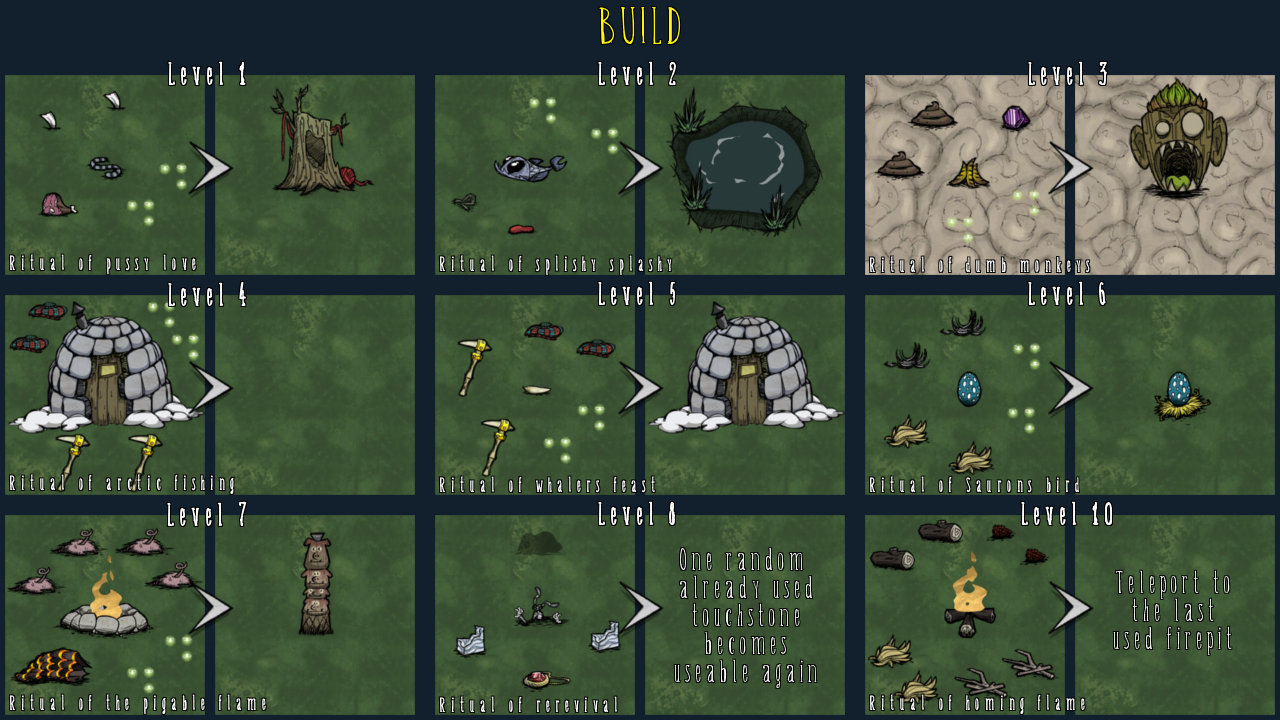 BUILD
Level 1
Level 2
Level 3
Ritual of pussy love
Ritual of splishy splashy
Ritual of dumb monkeys
Level 4
Level 5
Level 6
Ritual of arctic fishing
Ritual of whalers feast
Ritual of Saurons bird
Level 7
Level 8
Level 10
One random
already used
touchstone
becomes
useable again
Teleport to
the last
used firepit
Ritual of the pigable flame
Ritual of rerevival
Ritual of homing flame